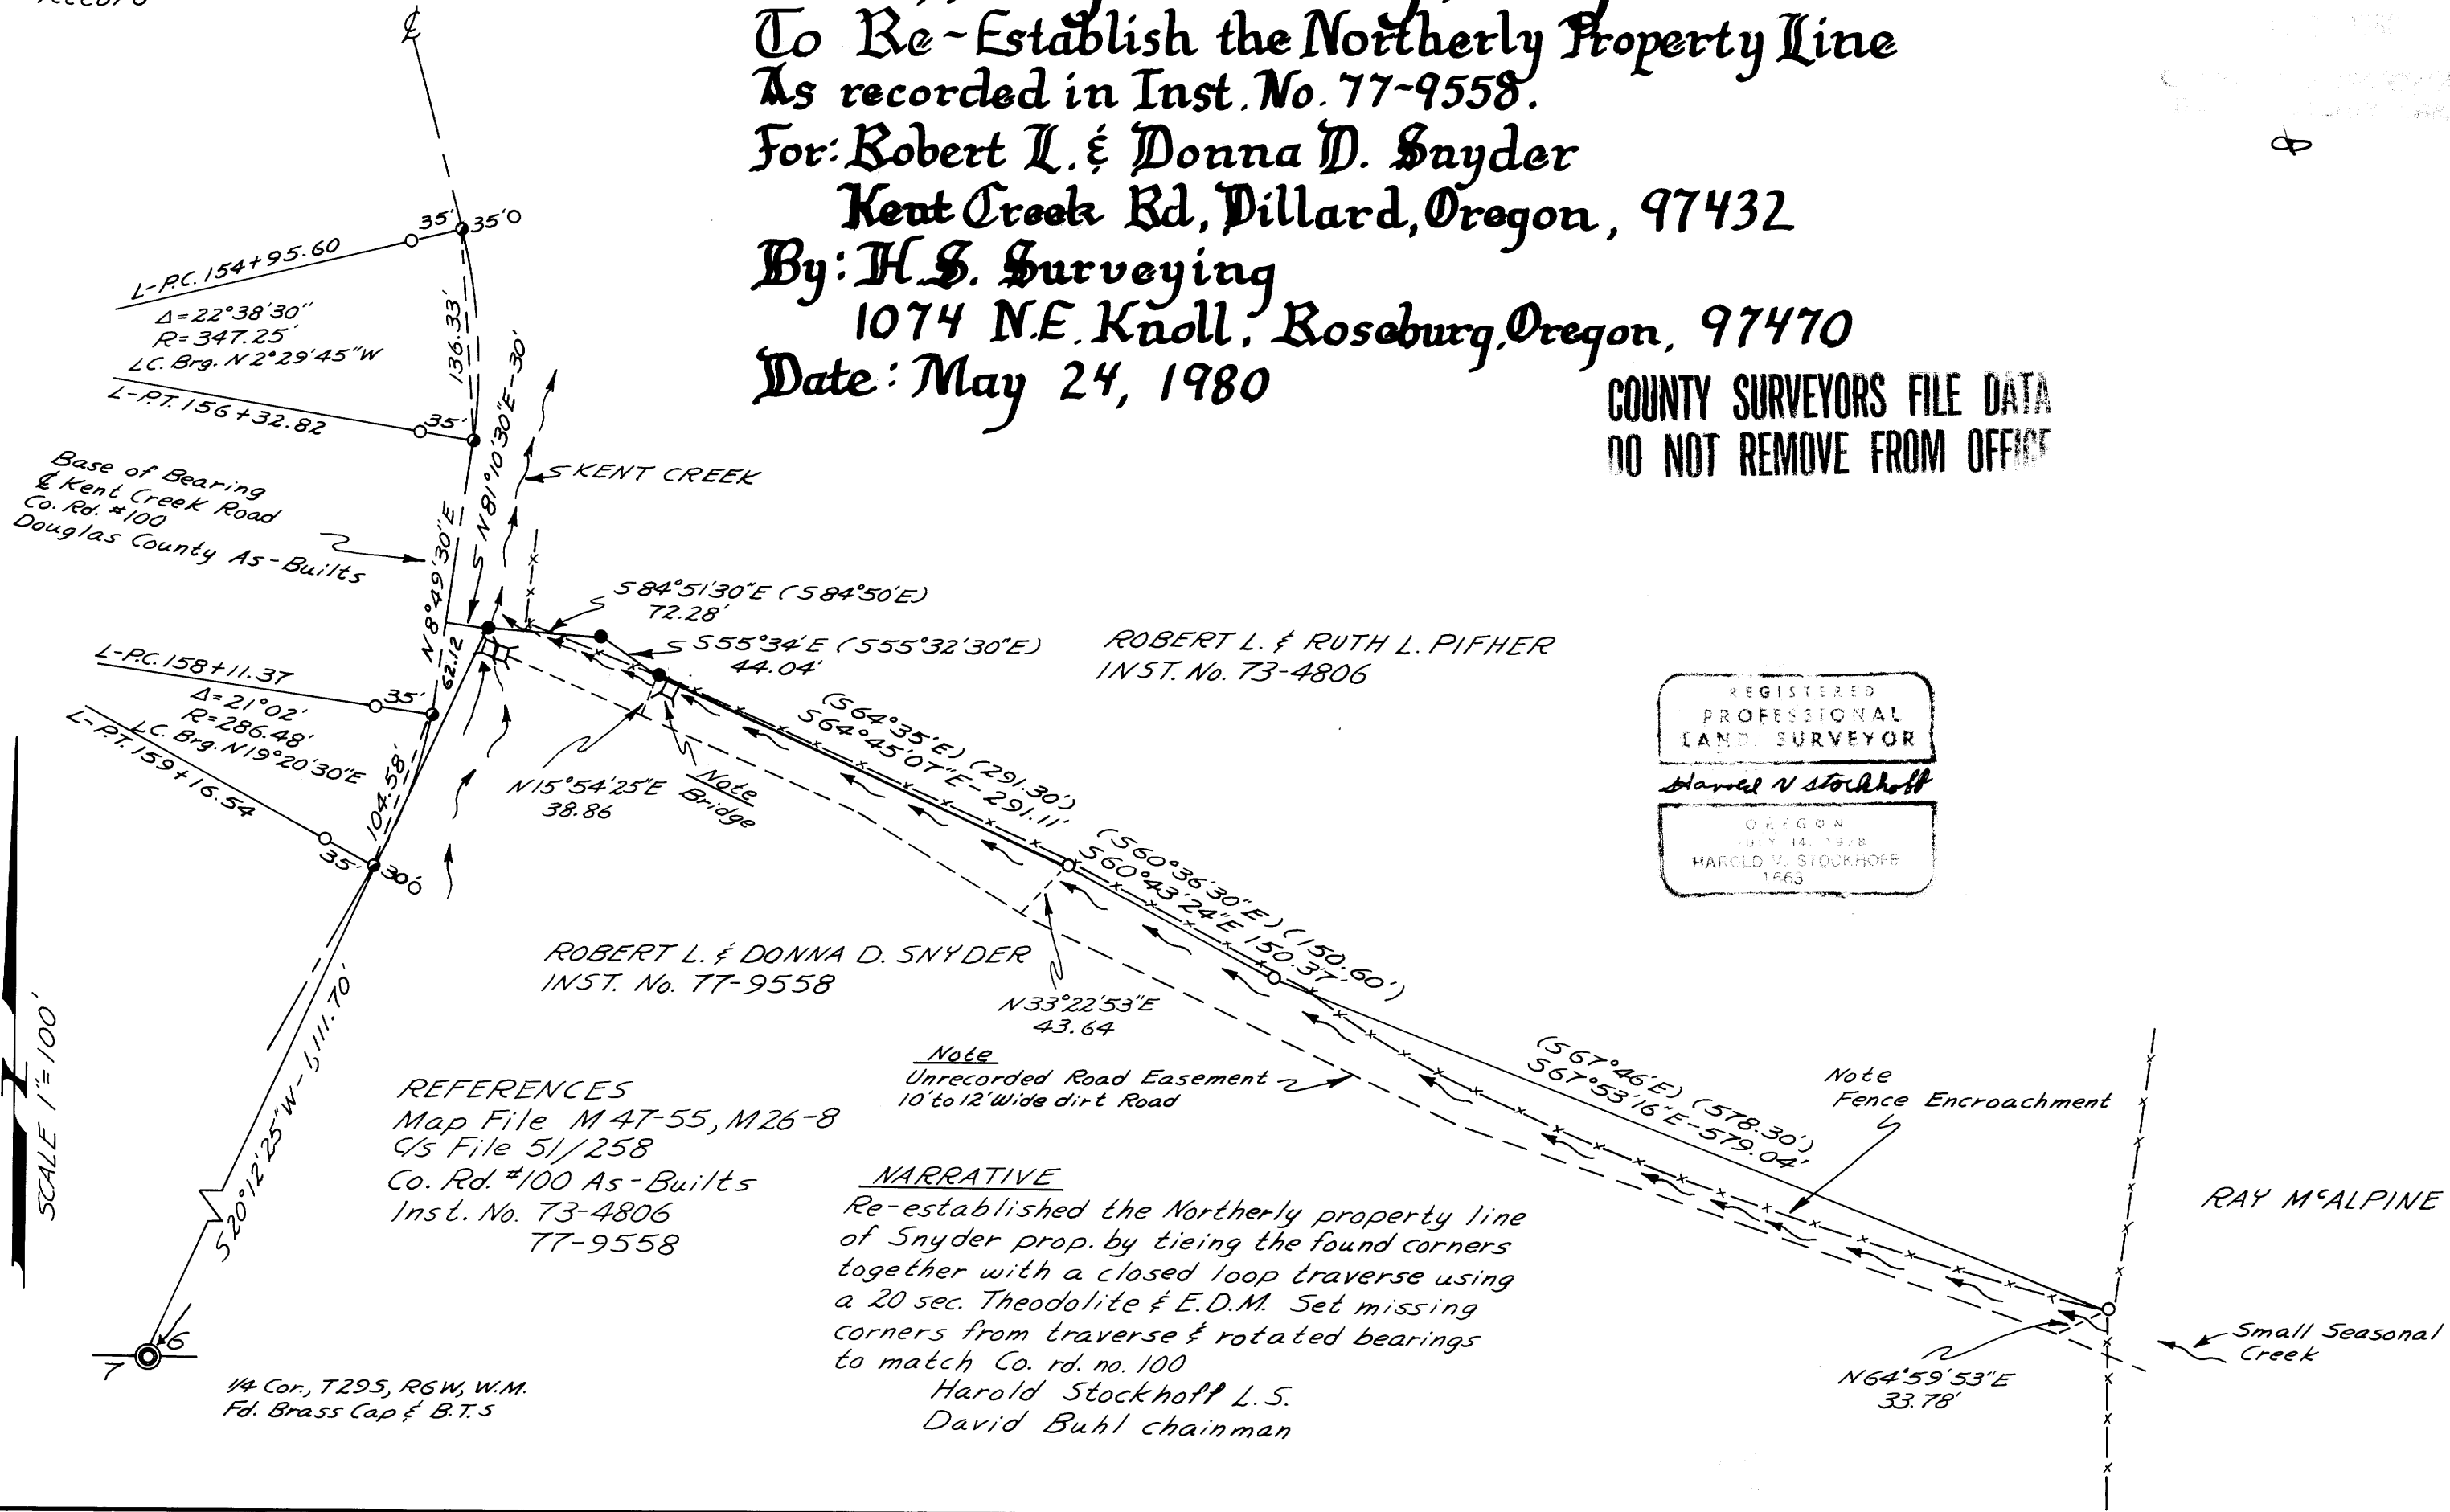 To Re-Establish the Northerly Property Line
As recorded in Inst. No. 77-9558.
For: Robert L. & Donna D. Snyder
Kent Creek Rd, Dillard, Oregon, 97432
By: H.S. Surveying
1074 N.E. Knoll, Roseburg, Oregon, 97470
Date: May 24, 1980
COUNTY SURVEYORS FILE DATA
DO NOT REMOVE FROM OFFICE
℄
35'
35'
L-P.C. 154+95.60
Δ=22°38'30"
R=347.25'
LC. Brg. N2°29'45"W
L-P.T. 156+32.82
35'
136.33'
N81°10'30"E-30'
KENT CREEK
Base of Bearing
℄ Kent Creek Road
Co. Rd. #100
Douglas County As-Builts
N8°49'30"E
62.12
S84°51'30"E (S84°50'E)
72.28'
S55°34'E (S55°32'30"E)
44.04'
ROBERT L. & RUTH L. PIFHER
INST. No. 73-4806
L-P.C. 158+11.37
35'
Δ=21°02'
R=286.48'
LC. Brg. N19°20'30"E
L-P.T. 159+16.54
104.58'
35'
30'
N15°54'25"E
38.86
Note
Bridge
(S64°35'E) (291.30')
S64°45'07"E-291.11'
(S60°36'30"E) (150.60')
S60°43'24"E 150.37'
REGISTERED
PROFESSIONAL
LAND SURVEYOR
Harold V Stockhoff
OREGON
JULY 14, 1978
HAROLD V. STOCKHOFF
1663
ROBERT L. & DONNA D. SNYDER
INST. No. 77-9558
N33°22'53"E
43.64
Note
Unrecorded Road Easement
10' to 12' Wide dirt Road
(S67°46'E) (578.30')
S67°53'16"E-579.04'
Note
Fence Encroachment
RAY McALPINE
Small Seasonal
Creek
N64°59'53"E
33.78'
SCALE 1"=100'
S20°12'25"W-1,111.70'
REFERENCES
Map File M47-55, M26-8
C/S File 51/258
Co. Rd. #100 As-Builts
Inst. No. 73-4806
77-9558
NARRATIVE
Re-established the Northerly property line
of Snyder prop. by tieing the found corners
together with a closed loop traverse using
a 20 sec. Theodolite & E.D.M. Set missing
corners from traverse & rotated bearings
to match Co. rd. no. 100
Harold Stockhoff L.S.
David Buhl chainman
6
7
1/4 Cor., T29S, R6W, W.M.
Fd. Brass Cap & B.T.S